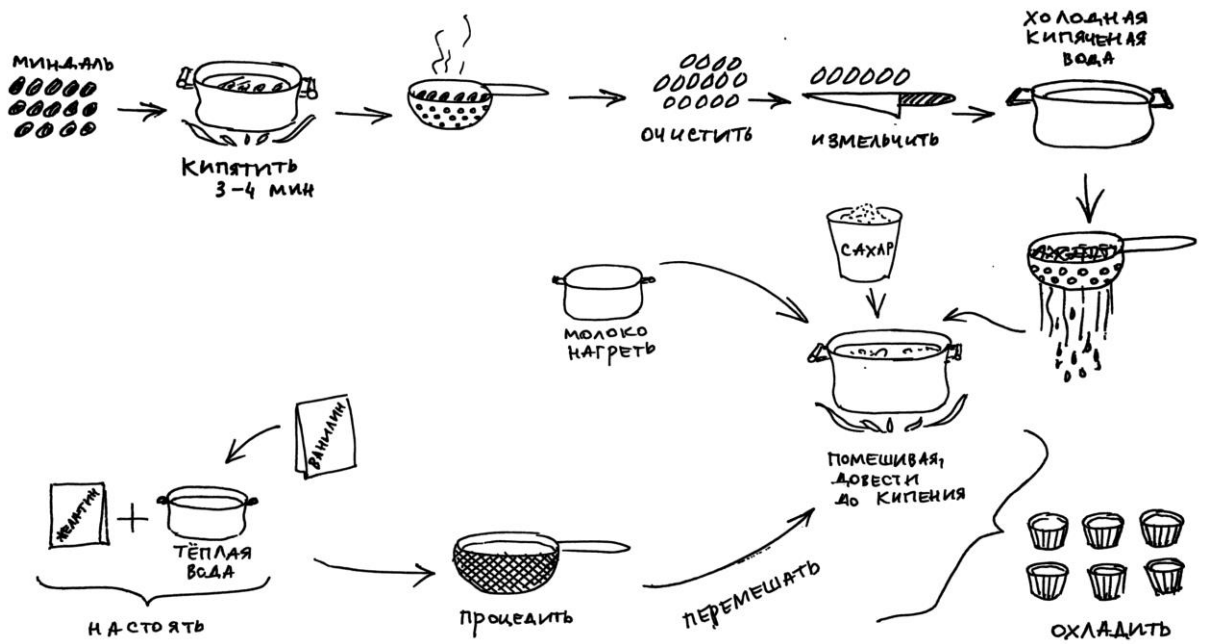 МИНДАЛЬ
КИПЯТИТЬ
3-4 МИН
ОЧИСТИТЬ
ИЗМЕЛЬЧИТЬ
ХОЛОДНАЯ
КИПЯЧЕНАЯ
ВОДА
САХАР
МОЛОКО
НАГРЕТЬ
ПОМЕШИВАЯ,
ДОВЕСТИ
ДО КИПЕНИЯ
ВАНИЛИН
ЖЕЛАТИН
+
ТЁПЛАЯ
ВОДА
НАСТОЯТЬ
ПРОЦЕДИТЬ
ПЕРЕМЕШАТЬ
ОХЛАДИТЬ